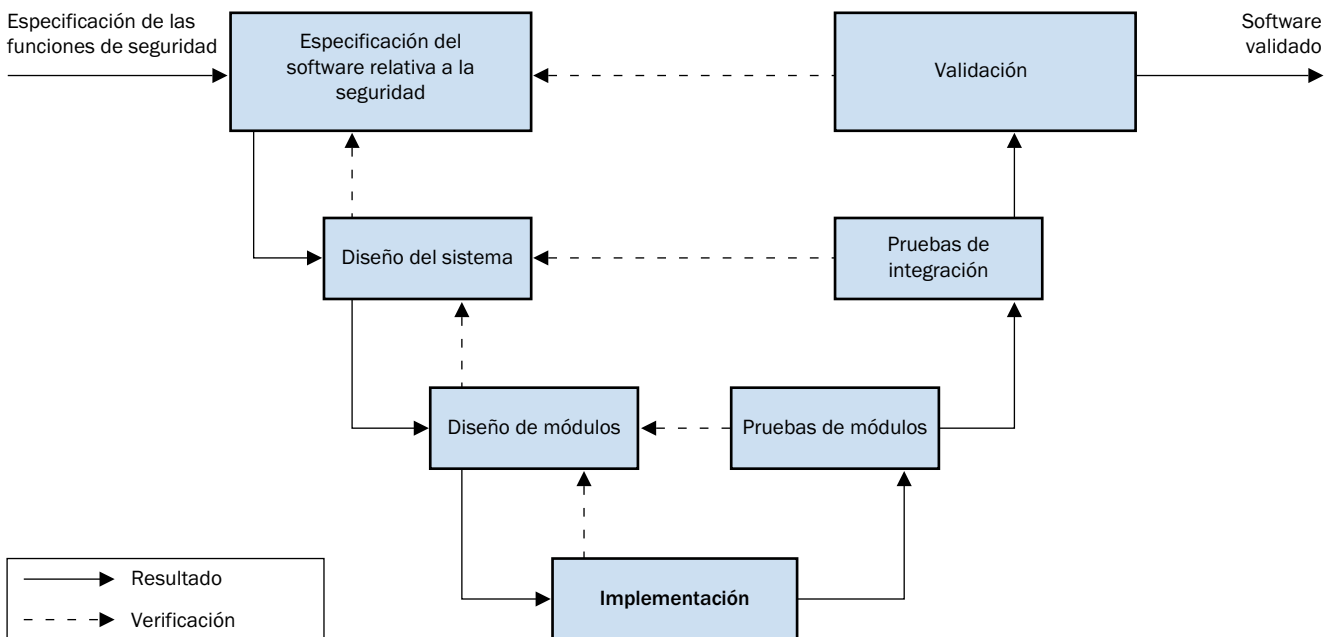 Especificación de las
funciones de seguridad
Especificación del
software relativa a la
seguridad
Validación
Software
validado
Diseño del sistema
Pruebas de
integración
Diseño de módulos
Pruebas de módulos
Implementación
Resultado
Verificación